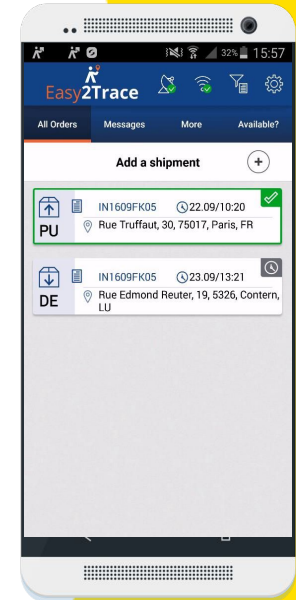 32% 15:57
Easy2Trace
All Orders Messages More Available?
Add a shipment
PU IN1609FK05 22.09/10:20
Rue Truffaut, 30, 75017, Paris, FR
DE IN1609FK05 23.09/13:21
Rue Edmond Reuter, 19, 5326, Contern,
LU